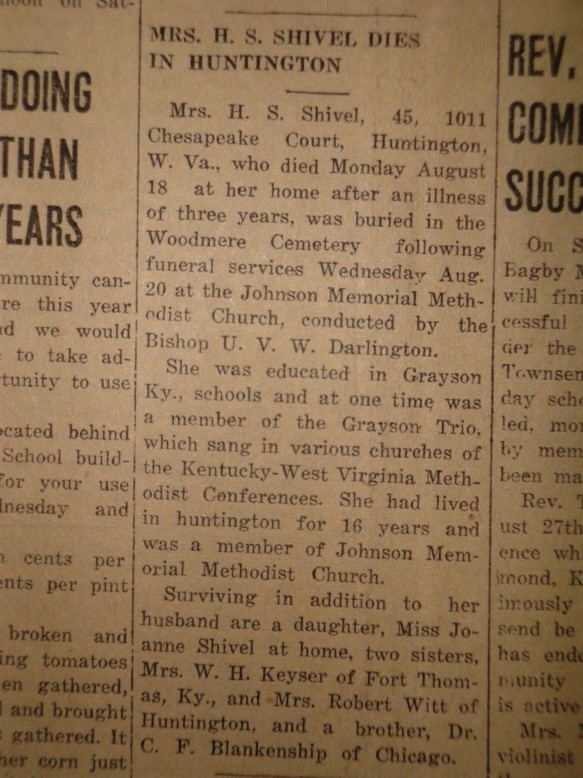 DOING
THAN
YEARS
mmunity can-
re this year
nd we would
to take ad-
tunity to use
ocated behind
School build-
for your use
dnesday and
cents per
ents per pint
broken and
ing tomatoes
en gathered,
and brought
gathered. It
her corn just
MRS. H. S. SHIVEL DIES
IN HUNTINGTON
Mrs. H. S. Shivel, 45, 1011
Chesapeake Court, Huntington,
W. Va., who died Monday August
18 at her home after an illness
of three years, was buried in the
Woodmere Cemetery following
funeral services Wednesday Aug.
20 at the Johnson Memorial Meth-
odist Church, conducted by the
Bishop U. V. W. Darlington.
She was educated in Grayson
Ky., schools and at one time was
a member of the Grayson Trio,
which sang in various churches of
the Kentucky-West Virginia Meth-
odist Conferences. She had lived
in huntington for 16 years and
was a member of Johnson Mem-
orial Methodist Church.
Surviving in addition to her
husband are a daughter, Miss Jo-
anne Shivel at home, two sisters,
Mrs. W. H. Keyser of Fort Thom-
as, Ky., and Mrs. Robert Witt of
Huntington, and a brother, Dr.
C. F. Blankenship of Chicago.
REV.
COM
SUCC
On S
Bagby M
will fini
cessful
der the
Townsen
day scho
led, mor
by mem
been ma
Rev. T
ust 27th
ence wh
mond, K
imously
send be
has ende
munity
is active
Mrs. M
violinist